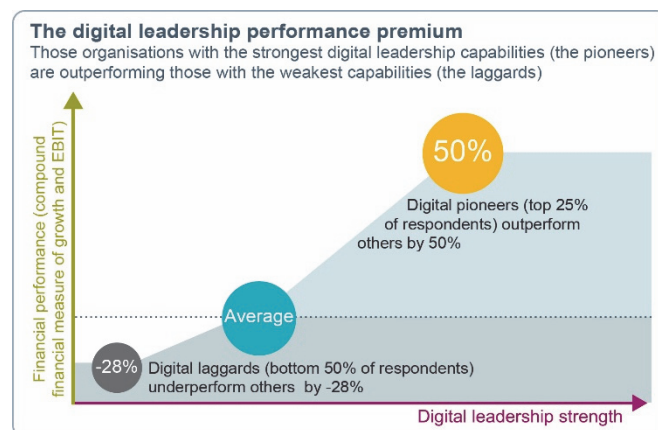 The digital leadership performance premium
Those organisations with the strongest digital leadership capabilities (the pioneers)
are outperforming those with the weakest capabilities (the laggards)
Financial performance (compound
financial measure of growth and EBIT)
50%
Digital pioneers (top 25%
of respondents) outperform
others by 50%
Average
-28%
Digital laggards (bottom 50% of respondents)
underperform others by -28%
Digital leadership strength